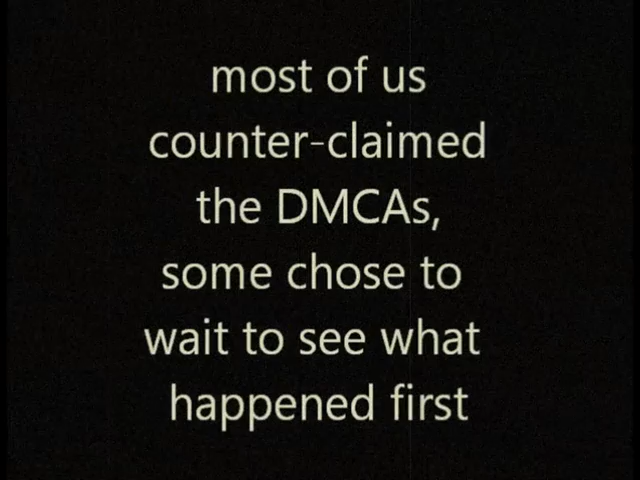 most of us
counter-claimed
the DMCAs,
some chose to
wait to see what
happened first